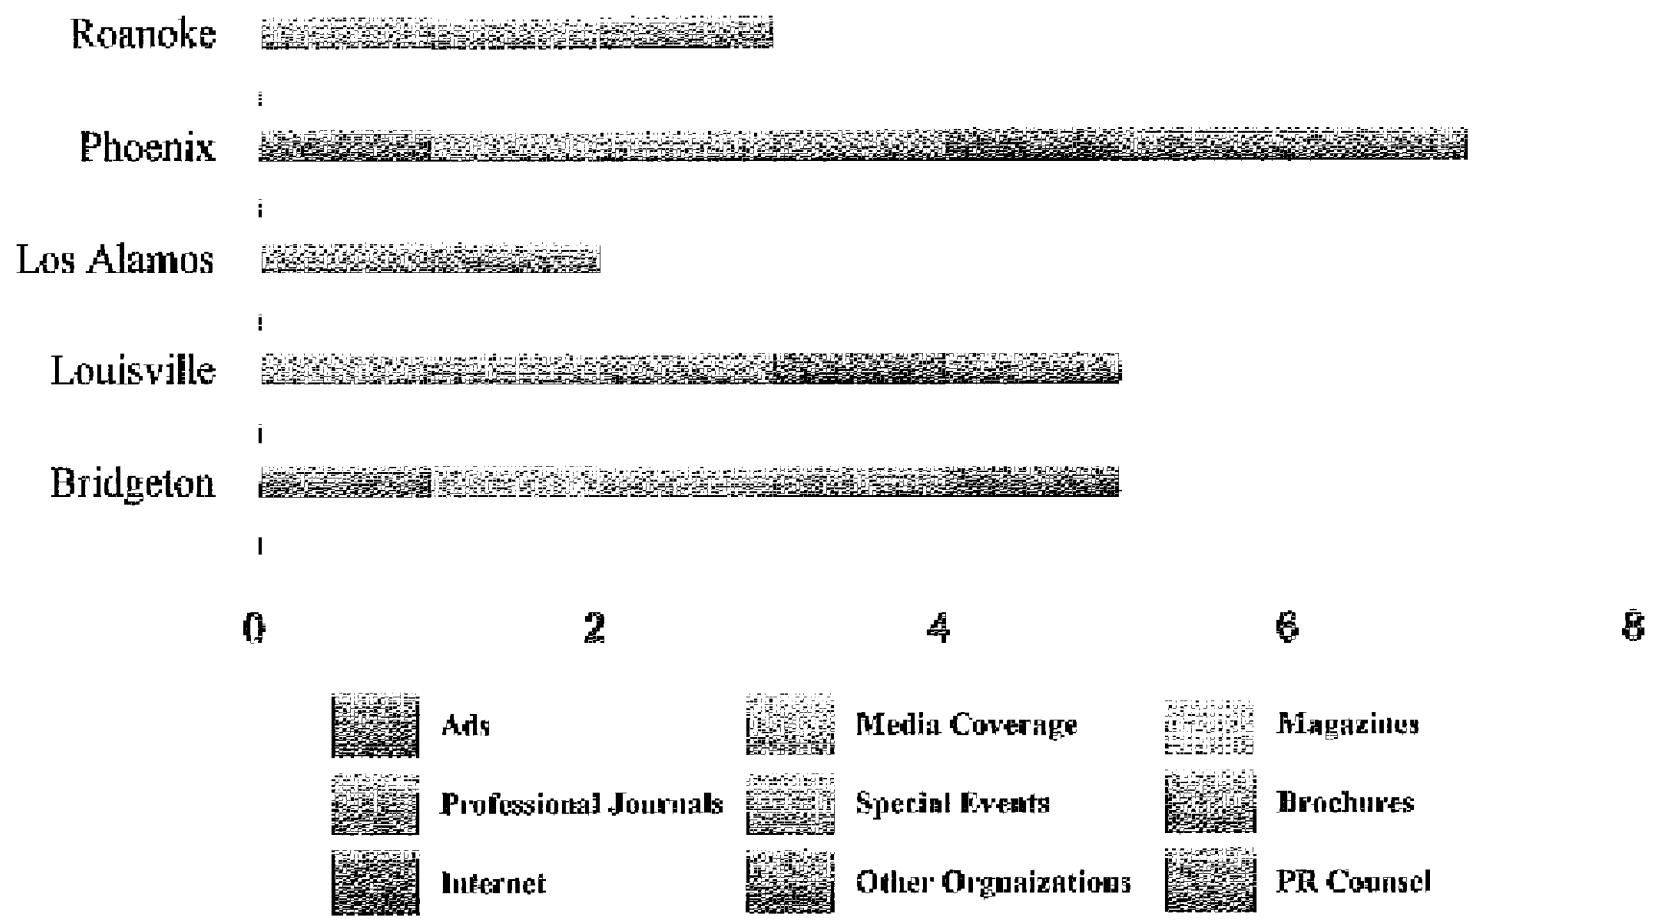 Roanoke
Phoenix
Los Alamos
Louisville
Bridgeton
0 2 4 6 8
Ads Media Coverage Magazines
Professional Journals Special Events Brochures
Internet Other Orgnaizations PR Counsel